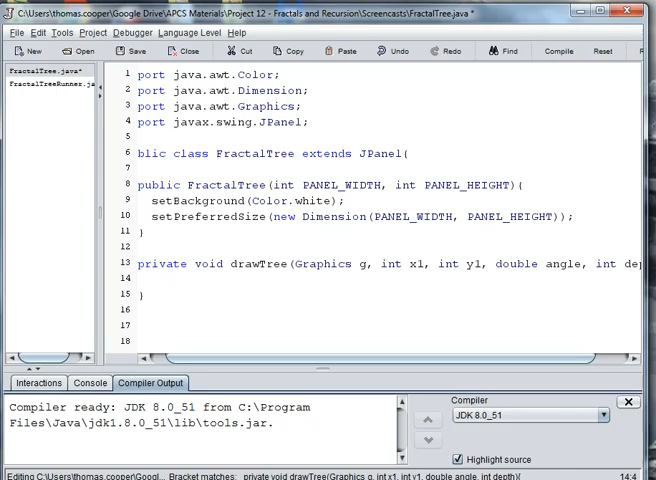 C:\Users\thomas.cooper\Google Drive\APCS Materials\Project 12 - Fractals and Recursion\Screencasts\FractalTree.java *
File Edit Tools Project Debugger Language Level Help
New Open Save Close Cut Copy Paste Undo Redo Find Compile Reset
FractalTree.java*
FractalTreeRunner.ja
1 port java.awt.Color;
2 port java.awt.Dimension;
3 port java.awt.Graphics;
4 port javax.swing.JPanel;
5
6 blic class FractalTree extends JPanel{
7
8 public FractalTree(int PANEL_WIDTH, int PANEL_HEIGHT){
9 setBackground(Color.white);
10 setPreferredSize(new Dimension(PANEL_WIDTH, PANEL_HEIGHT));
11 }
12
13 private void drawTree(Graphics g, int x1, int y1, double angle, int dep
14
15 }
16
17
18
Interactions Console Compiler Output
Compiler ready: JDK 8.0_51 from C:\Program
Files\Java\jdk1.8.0_51\lib\tools.jar.
Compiler
JDK 8.0_51
Highlight source
Editing C:\Users\thomas.cooper\Googl... Bracket matches: private void drawTree(Graphics g, int x1, int y1, double angle, int depth){ 14:4